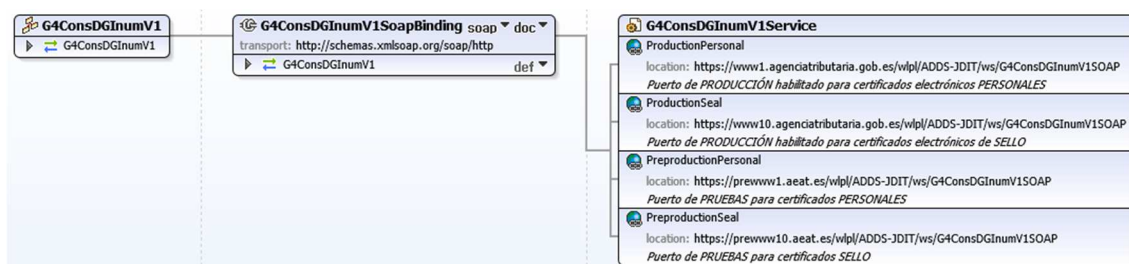 G4ConsDGInumV1
G4ConsDGInumV1
G4ConsDGInumV1SoapBinding soap doc
transport: http://schemas.xmlsoap.org/soap/http
G4ConsDGInumV1 def
G4ConsDGInumV1Service
ProductionPersonal
location: https://www1.agenciatributaria.gob.es/wlpl/ADDS-JDIT/ws/G4ConsDGInumV1SOAP
Puerto de PRODUCCIÓN habilitado para certificados electrónicos PERSONALES
ProductionSeal
location: https://www10.agenciatributaria.gob.es/wlpl/ADDS-JDIT/ws/G4ConsDGInumV1SOAP
Puerto de PRODUCCIÓN habilitado para certificados electrónicos de SELLO
PreproductionPersonal
location: https://prewww1.aeat.es/wlpl/ADDS-JDIT/ws/G4ConsDGInumV1SOAP
Puerto de PRUEBAS para certificados PERSONALES
PreproductionSeal
location: https://prewww10.aeat.es/wlpl/ADDS-JDIT/ws/G4ConsDGInumV1SOAP
Puerto de PRUEBAS para certificados SELLO